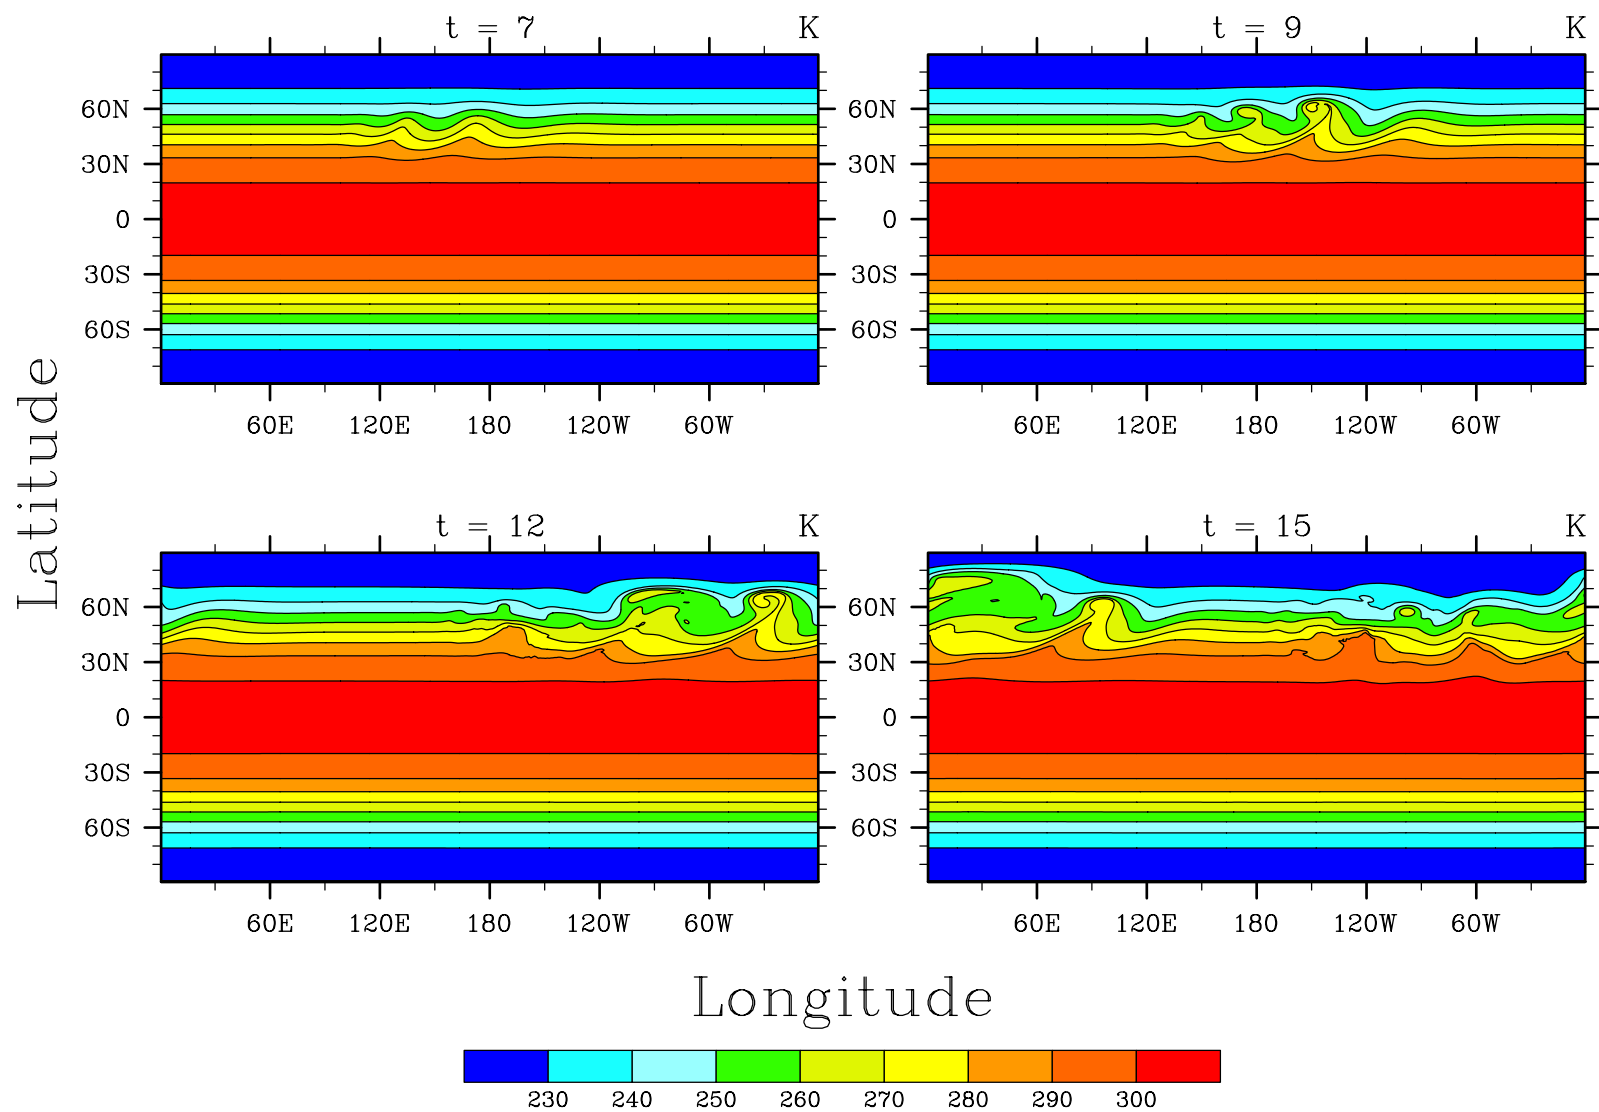 t = 7 K t = 9 K
60N 60N
30N 30N
0 0
30S 30S
60S 60S
60E 120E 180 120W 60W 60E 120E 180 120W 60W
Latitude
t = 12 K t = 15 K
60N 60N
30N 30N
0 0
30S 30S
60S 60S
60E 120E 180 120W 60W 60E 120E 180 120W 60W
Longitude
230 240 250 260 270 280 290 300